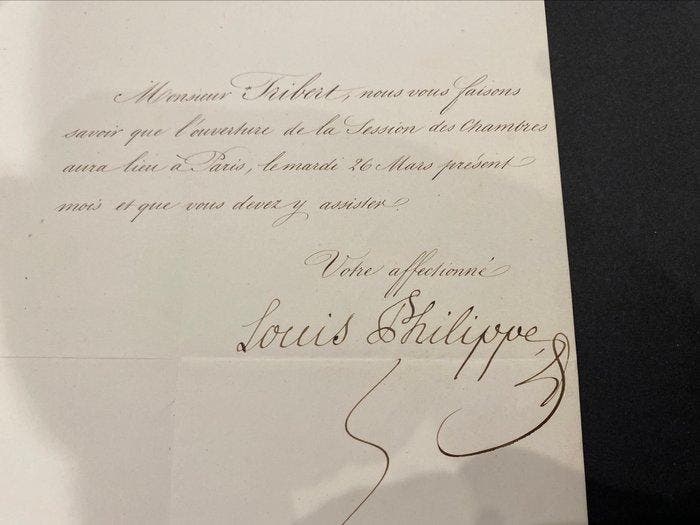 Monsieur Tribert, nous vous faisons
savoir que l'ouverture de la Session des Chambres
aura lieu à Paris, le mardi 26 Mars présent
mois et que vous devez y assister.
Votre affectionné
Louis Philippe